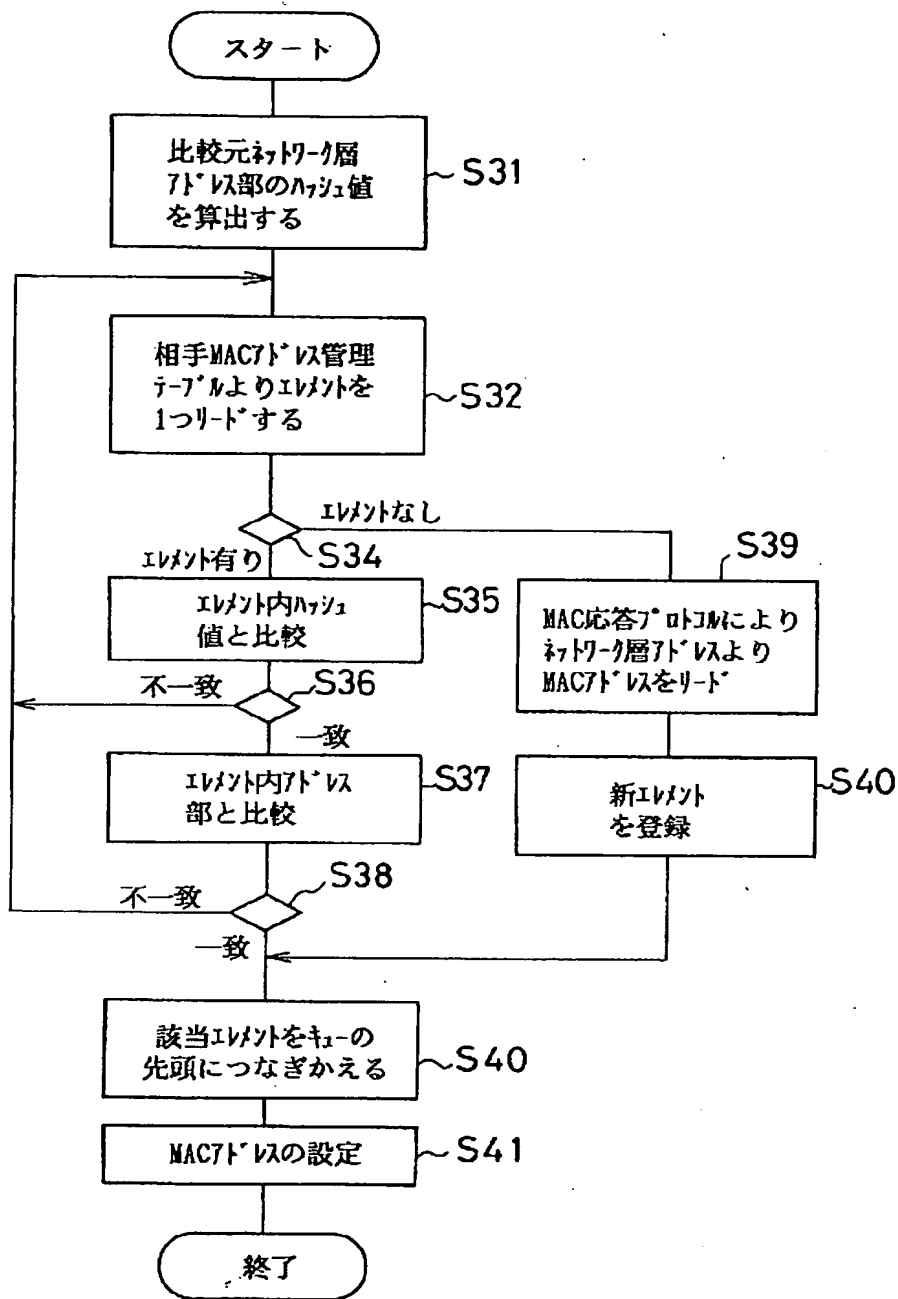 スタート
比較元ネットワーク層
アドレス部のハッシュ値
を算出する
S31
相手MACアドレス管理
テーブルよりエレメントを
1つリードする
S32
エレメントなし
S34
エレメント有り
エレメント内ハッシュ
値と比較
S35
S36
不一致
一致
エレメント内アドレス
部と比較
S37
S38
不一致
一致
S39
MAC応答プロトコルにより
ネットワーク層アドレスより
MACアドレスをリード
新エレメント
を登録
S40
該当エレメントをキューの
先頭につなぎかえる
S40
MACアドレスの設定
S41
終了